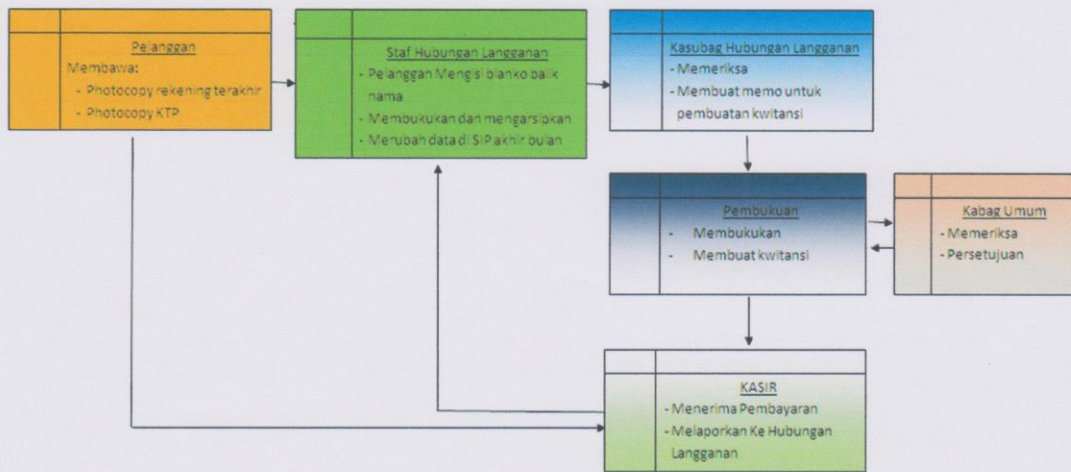 Pelanggan
Membawa:
- Photocopy rekening terakhir
- Photocopy KTP
Staf Hubungan Langganan
- Pelanggan Mengisi blanko balik
nama
- Membukukan dan mengarsipkan
- Merubah data di SIP akhir bulan
Kasubag Hubungan Langganan
- Memeriksa
- Membuat memo untuk
pembuatan kwitansi
Pembukuan
- Membukukan
- Membuat kwitansi
Kabag Umum
- Memeriksa
- Persetujuan
KASIR
- Menerima Pembayaran
- Melaporkan Ke Hubungan
Langganan